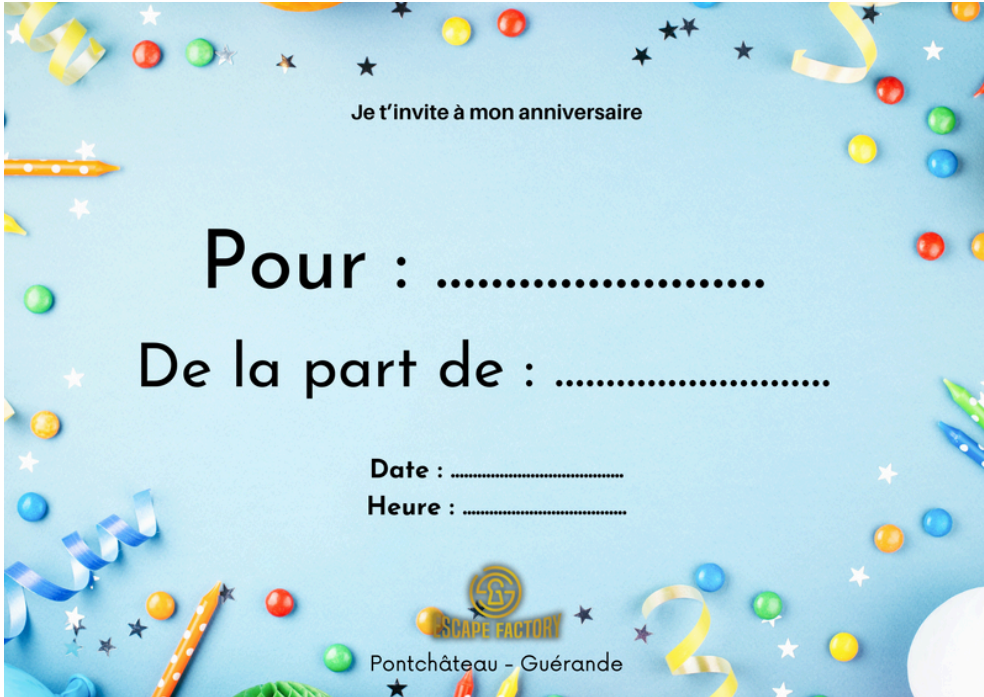 Je t'invite à mon anniversaire
Pour : ........................
De la part de : ..........................
Date : ........................................
Heure : ......................................
ESCAPE FACTORY
Pontchâteau - Guérande